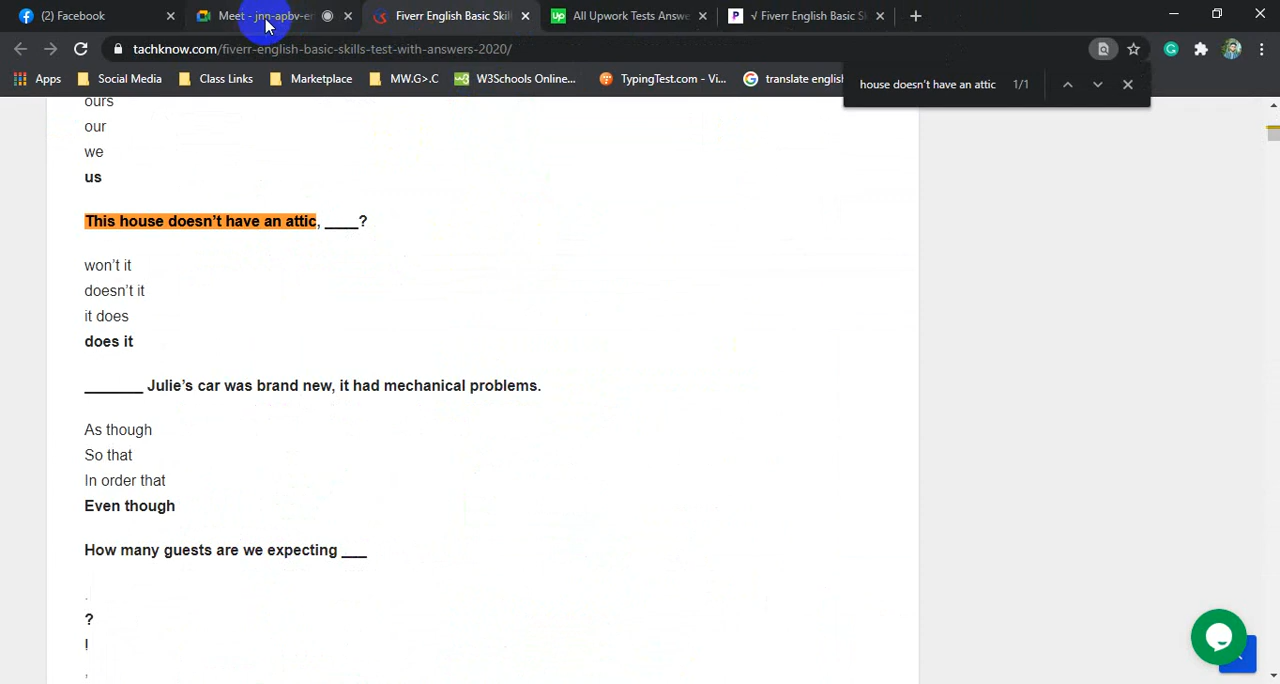 (2) Facebook
Meet - jnn-apbv-er
Fiverr English Basic Skil
All Upwork Tests Answe
√ Fiverr English Basic Sk
tachknow.com/fiverr-english-basic-skills-test-with-answers-2020/
Apps
Social Media
Class Links
Marketplace
MW.G>.C
W3Schools Online...
TypingTest.com - Vi...
translate english
house doesn't have an attic
1/1
ours
our
we
us
This house doesn’t have an attic, ____?
won’t it
doesn’t it
it does
does it
_______ Julie’s car was brand new, it had mechanical problems.
As though
So that
In order that
Even though
How many guests are we expecting ___
.
?
!
,